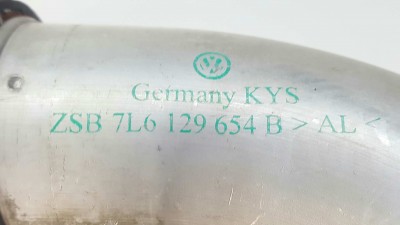 Germany KYS
ZSB 7L6 129 654 B > AL <